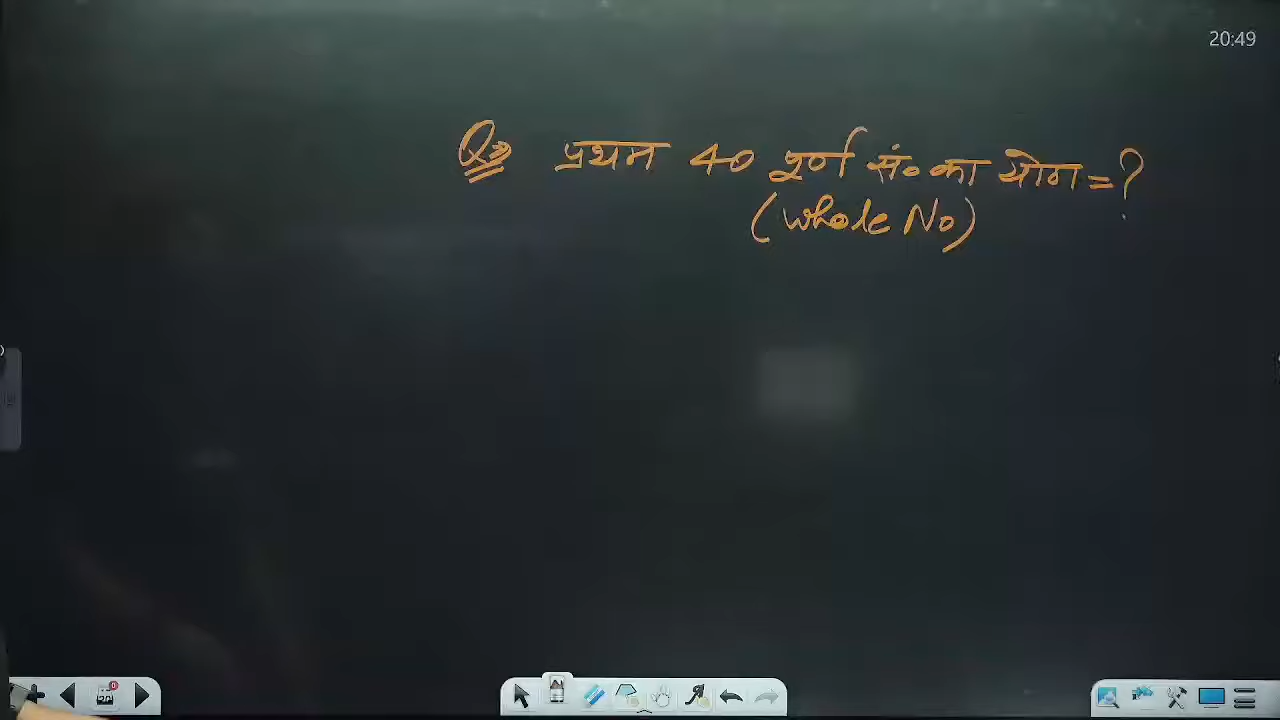 20:49
Q⇒ प्रथम 40 पूर्ण सं० का योग = ?
(Whole No)